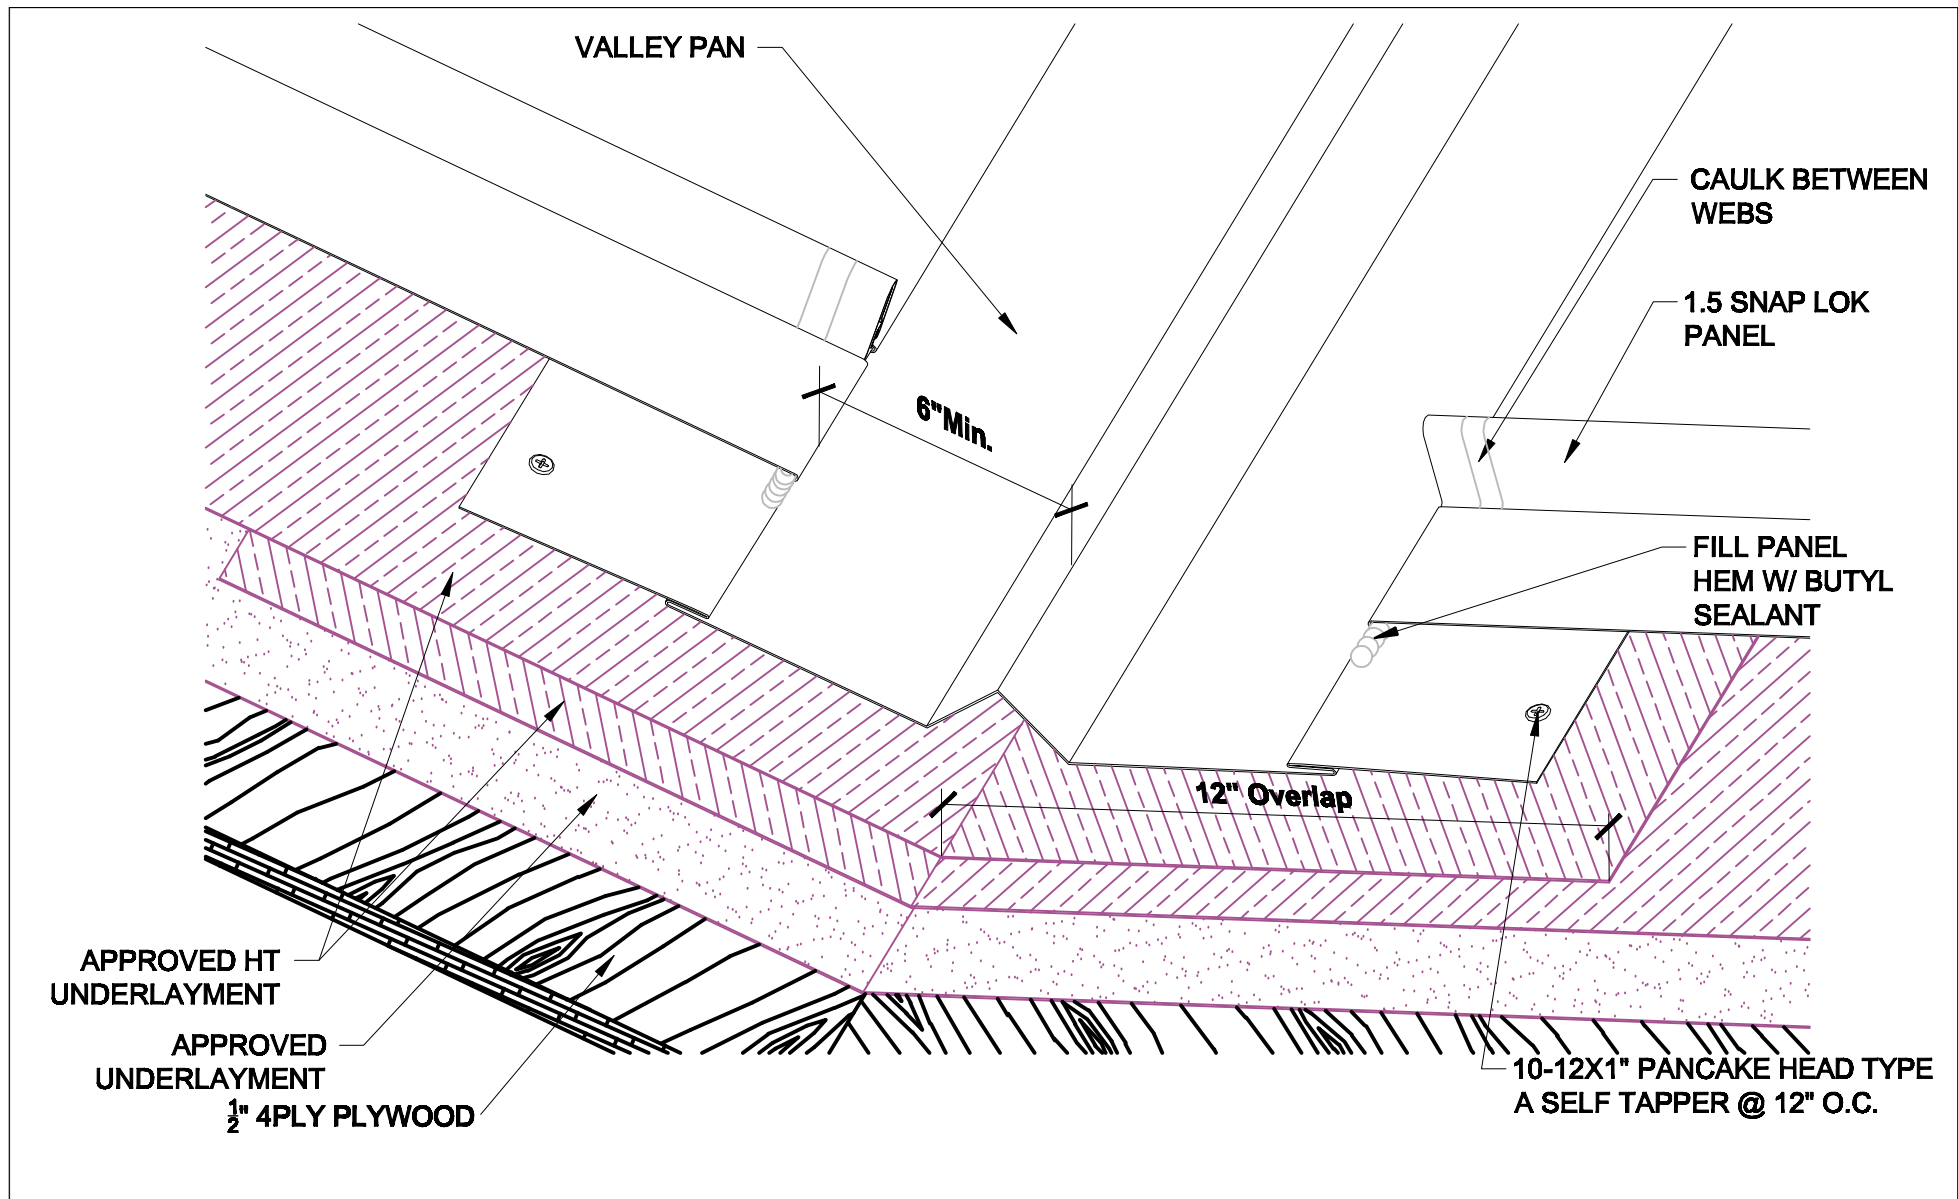 VALLEY PAN
CAULK BETWEEN
WEBS
1.5 SNAP LOK
PANEL
6"Min.
FILL PANEL
HEM W/ BUTYL
SEALANT
12" Overlap
APPROVED HT
UNDERLAYMENT
APPROVED
UNDERLAYMENT
½" 4PLY PLYWOOD
10-12X1" PANCAKE HEAD TYPE
A SELF TAPPER @ 12" O.C.